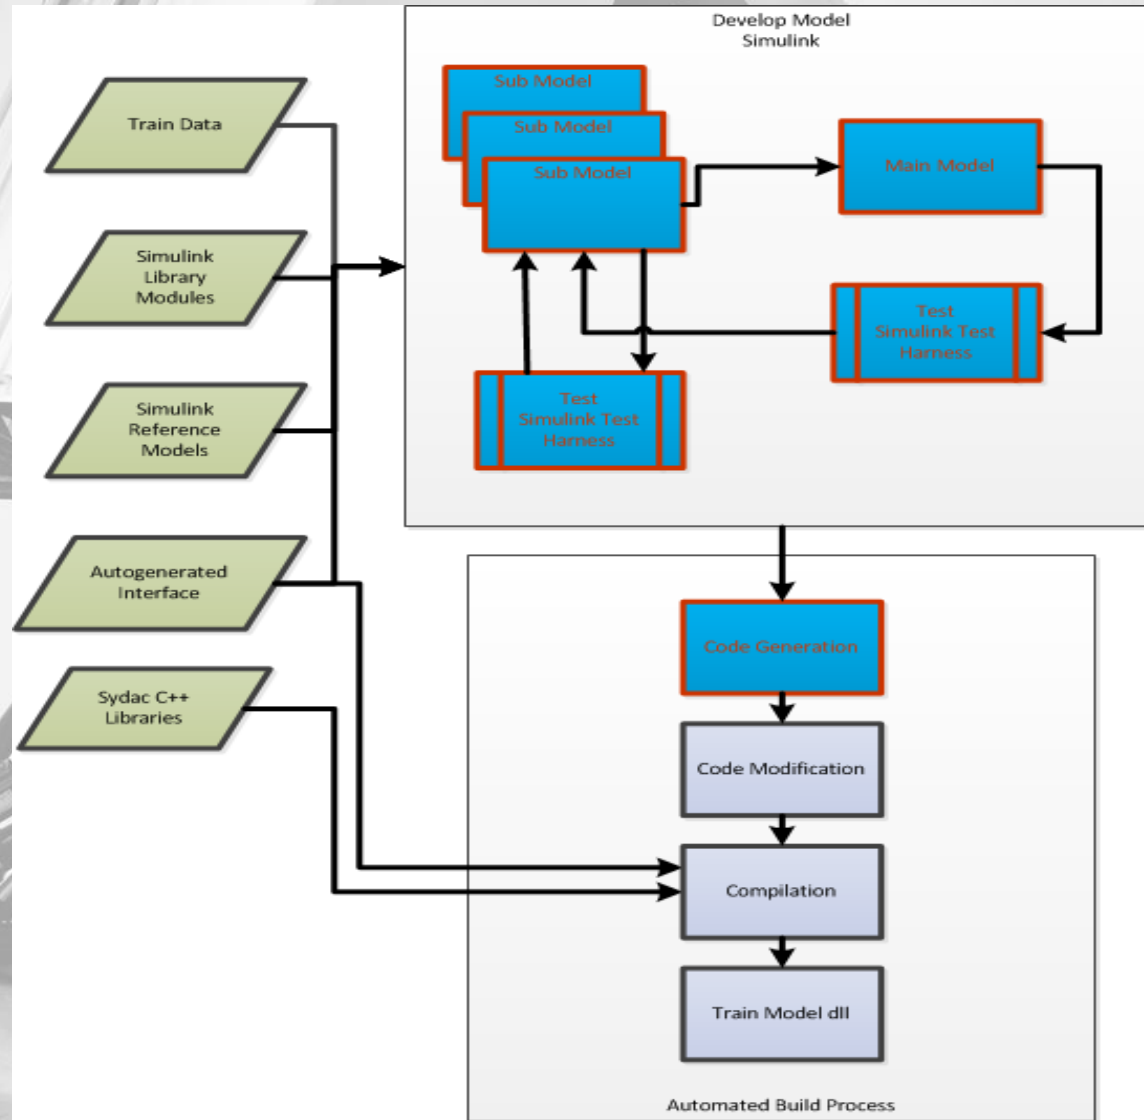 Develop Model
Simulink
Train Data
Simulink
Library
Modules
Simulink
Reference
Models
Autogenerated
Interface
Sydac C++
Libraries
Sub Model
Sub Model
Sub Model
Main Model
Test
Simulink Test
Harness
Test
Simulink Test
Harness
Code Generation
Code Modification
Compilation
Train Model dll
Automated Build Process